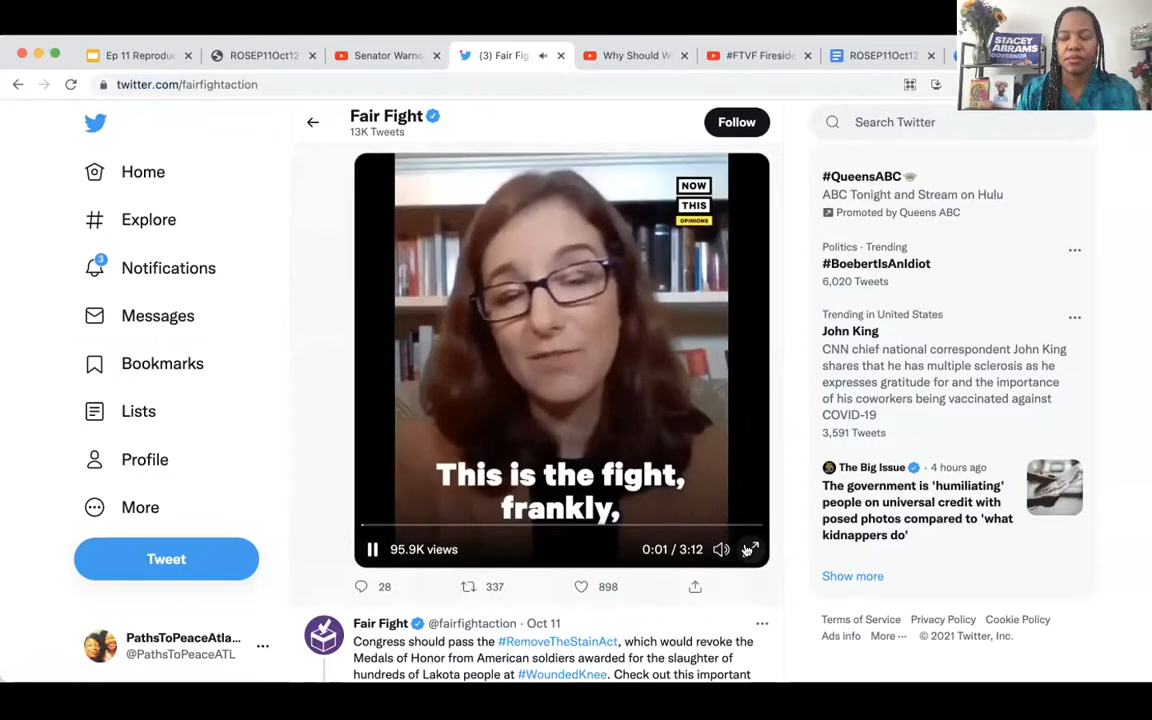 Ep 11 Reproduc
ROSEP11Oct12
Senator Warno
(3) Fair Fig
Why Should W
#FTVF Fireside
ROSEP11Oct12
STACEY
ABRAMS
GOVERNOR
twitter.com/fairfightaction
Home
Explore
3
Notifications
Messages
Bookmarks
Lists
Profile
More
Tweet
PathsToPeaceAtla...
@PathsToPeaceATL
Fair Fight
13K Tweets
Follow
NOW
THIS
OPINIONS
This is the fight,
frankly,
95.9K views
0:01 / 3:12
28
337
898
Fair Fight @fairfightaction · Oct 11
Congress should pass the #RemoveTheStainAct, which would revoke the
Medals of Honor from American soldiers awarded for the slaughter of
hundreds of Lakota people at #WoundedKnee. Check out this important
Search Twitter
#QueensABC
ABC Tonight and Stream on Hulu
Promoted by Queens ABC
Politics · Trending
#BoebertIsAnIdiot
6,020 Tweets
Trending in United States
John King
CNN chief national correspondent John King
shares that he has multiple sclerosis as he
expresses gratitude for and the importance
of his coworkers being vaccinated against
COVID-19
3,591 Tweets
The Big Issue · 4 hours ago
The government is 'humiliating'
people on universal credit with
posed photos compared to 'what
kidnappers do'
Show more
Terms of Service Privacy Policy Cookie Policy
Ads info More ··· © 2021 Twitter, Inc.